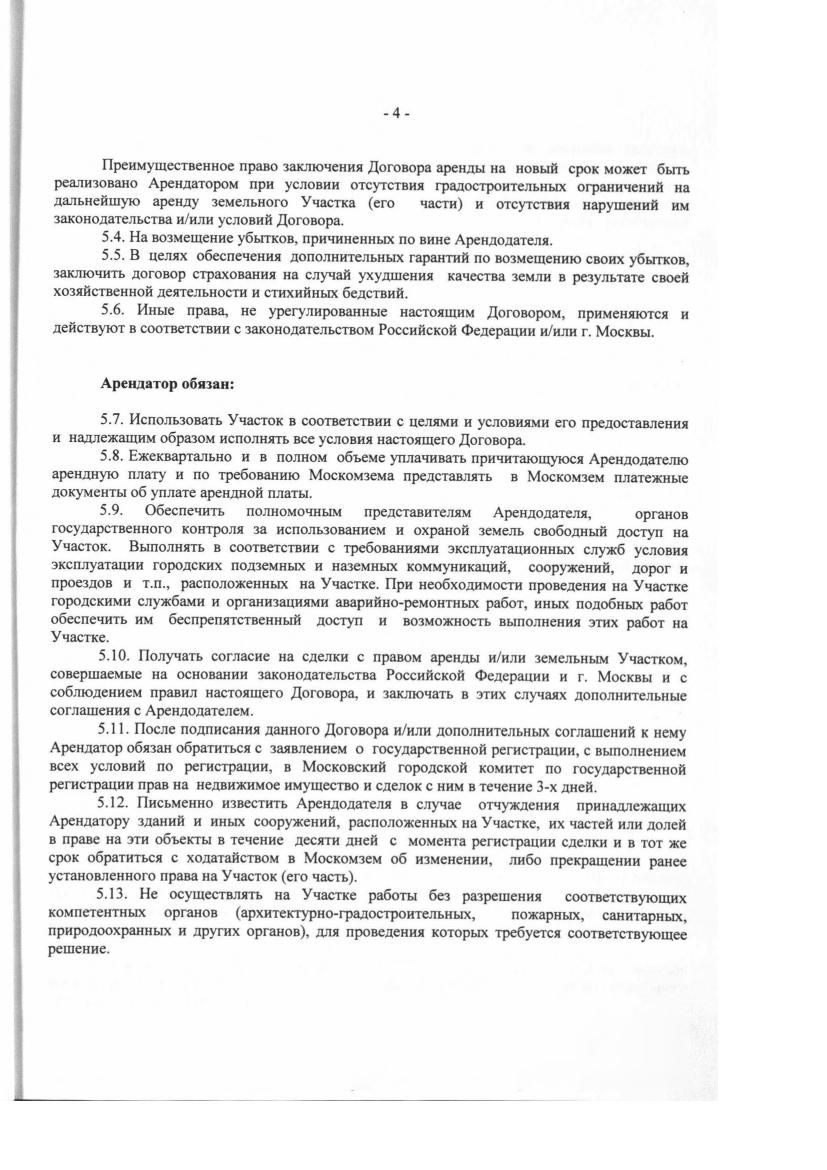 - 4 -
Преимущественное право заключения Договора аренды на новый срок может быть
реализовано Арендатором при условии отсутствия градостроительных ограничений на
дальнейшую аренду земельного Участка (его части) и отсутствия нарушений им
законодательства и/или условий Договора.
5.4. На возмещение убытков, причиненных по вине Арендодателя.
5.5. В целях обеспечения дополнительных гарантий по возмещению своих убытков,
заключить договор страхования на случай ухудшения качества земли в результате своей
хозяйственной деятельности и стихийных бедствий.
5.6. Иные права, не урегулированные настоящим Договором, применяются и
действуют в соответствии с законодательством Российской Федерации и/или г. Москвы.
Арендатор обязан:
5.7. Использовать Участок в соответствии с целями и условиями его предоставления
и надлежащим образом исполнять все условия настоящего Договора.
5.8. Ежеквартально и в полном объеме уплачивать причитающуюся Арендодателю
арендную плату и по требованию Москомзема представлять в Москомзем платежные
документы об уплате арендной платы.
5.9. Обеспечить полномочным представителям Арендодателя, органов
государственного контроля за использованием и охраной земель свободный доступ на
Участок. Выполнять в соответствии с требованиями эксплуатационных служб условия
эксплуатации городских подземных и наземных коммуникаций, сооружений, дорог и
проездов и т.п., расположенных на Участке. При необходимости проведения на Участке
городскими службами и организациями аварийно-ремонтных работ, иных подобных работ
обеспечить им беспрепятственный доступ и возможность выполнения этих работ на
Участке.
5.10. Получать согласие на сделки с правом аренды и/или земельным Участком,
совершаемые на основании законодательства Российской Федерации и г. Москвы и с
соблюдением правил настоящего Договора, и заключать в этих случаях дополнительные
соглашения с Арендодателем.
5.11. После подписания данного Договора и/или дополнительных соглашений к нему
Арендатор обязан обратиться с заявлением о государственной регистрации, с выполнением
всех условий по регистрации, в Московский городской комитет по государственной
регистрации прав на недвижимое имущество и сделок с ним в течение 3-х дней.
5.12. Письменно известить Арендодателя в случае отчуждения принадлежащих
Арендатору зданий и иных сооружений, расположенных на Участке, их частей или долей
в праве на эти объекты в течение десяти дней с момента регистрации сделки и в тот же
срок обратиться с ходатайством в Москомзем об изменении, либо прекращении ранее
установленного права на Участок (его часть).
5.13. Не осуществлять на Участке работы без разрешения соответствующих
компетентных органов (архитектурно-градостроительных, пожарных, санитарных,
природоохранных и других органов), для проведения которых требуется соответствующее
решение.